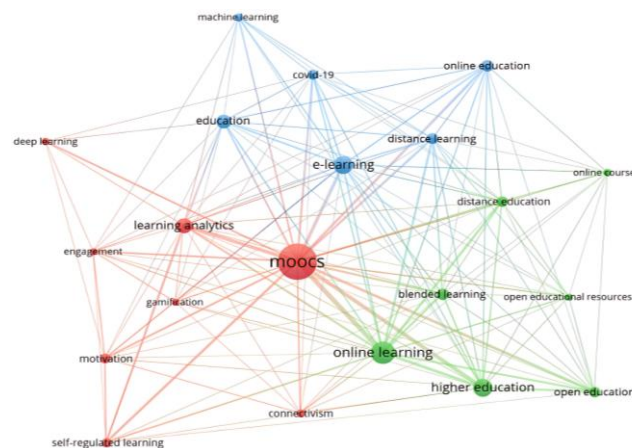 machine learning
online education
covid-19
education
distance learning
deep learning
e-learning
online course
distance education
learning analytics
engagement
moocs
blended learning
open educational resources
gamification
online learning
motivation
higher education
open education
connectivism
self-regulated learning